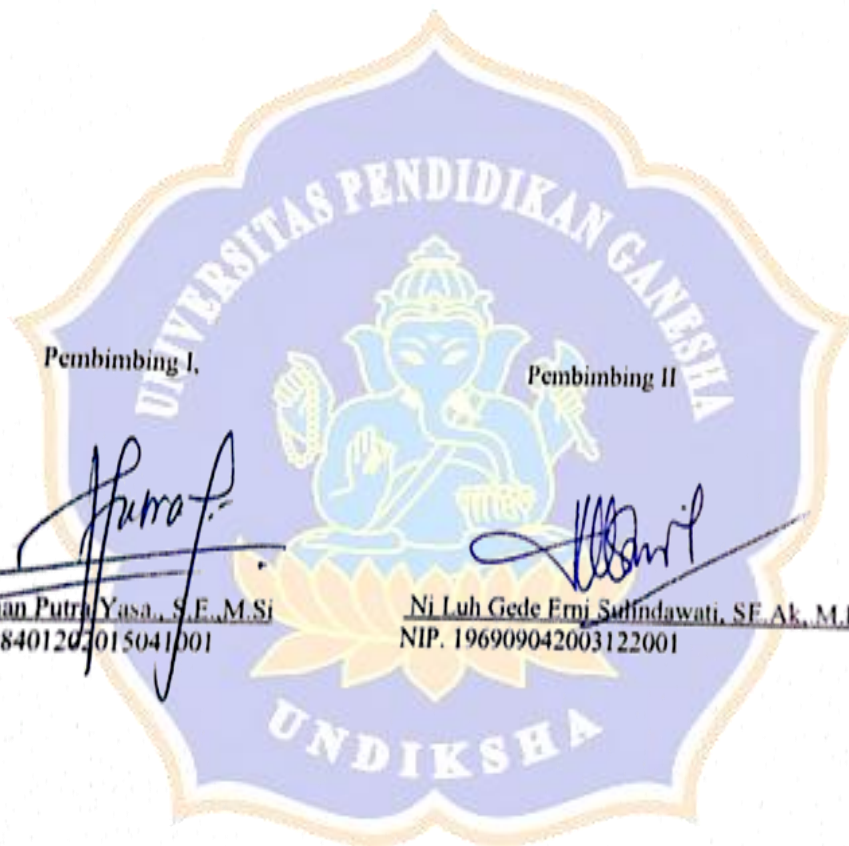 UNIVERSITAS PENDIDIKAN GANESHA
Pembimbing I,
Pembimbing II
an Putra Yasa., S.E.,M.Si
8401202015041001
Ni Luh Gede Erni Sulindawati, SE.Ak, M.
NIP. 196909042003122001
UNDIKSHA